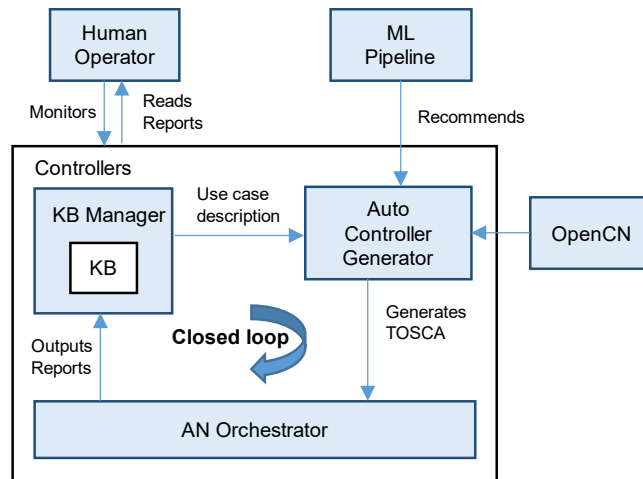 Human
Operator
ML
Pipeline
Monitors
Reads
Reports
Recommends
Controllers
KB Manager
KB
Use case
description
Auto
Controller
Generator
OpenCN
Closed loop
Generates
TOSCA
Outputs
Reports
AN Orchestrator